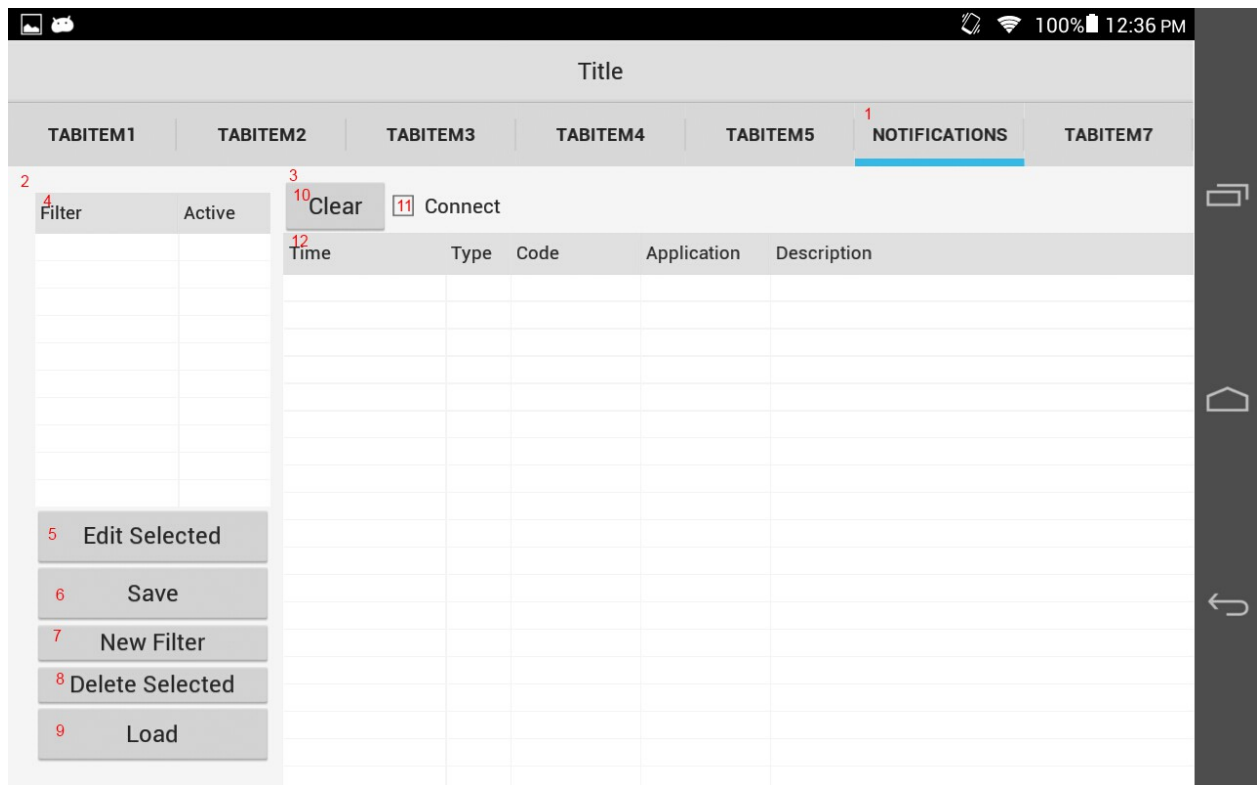 100% 12:36 PM
Title
TABITEM1 TABITEM2 TABITEM3 TABITEM4 TABITEM5 1 NOTIFICATIONS TABITEM7
2
4 Filter Active
5 Edit Selected
6 Save
7 New Filter
8 Delete Selected
9 Load
3
10 Clear 11 Connect
12 Time Type Code Application Description